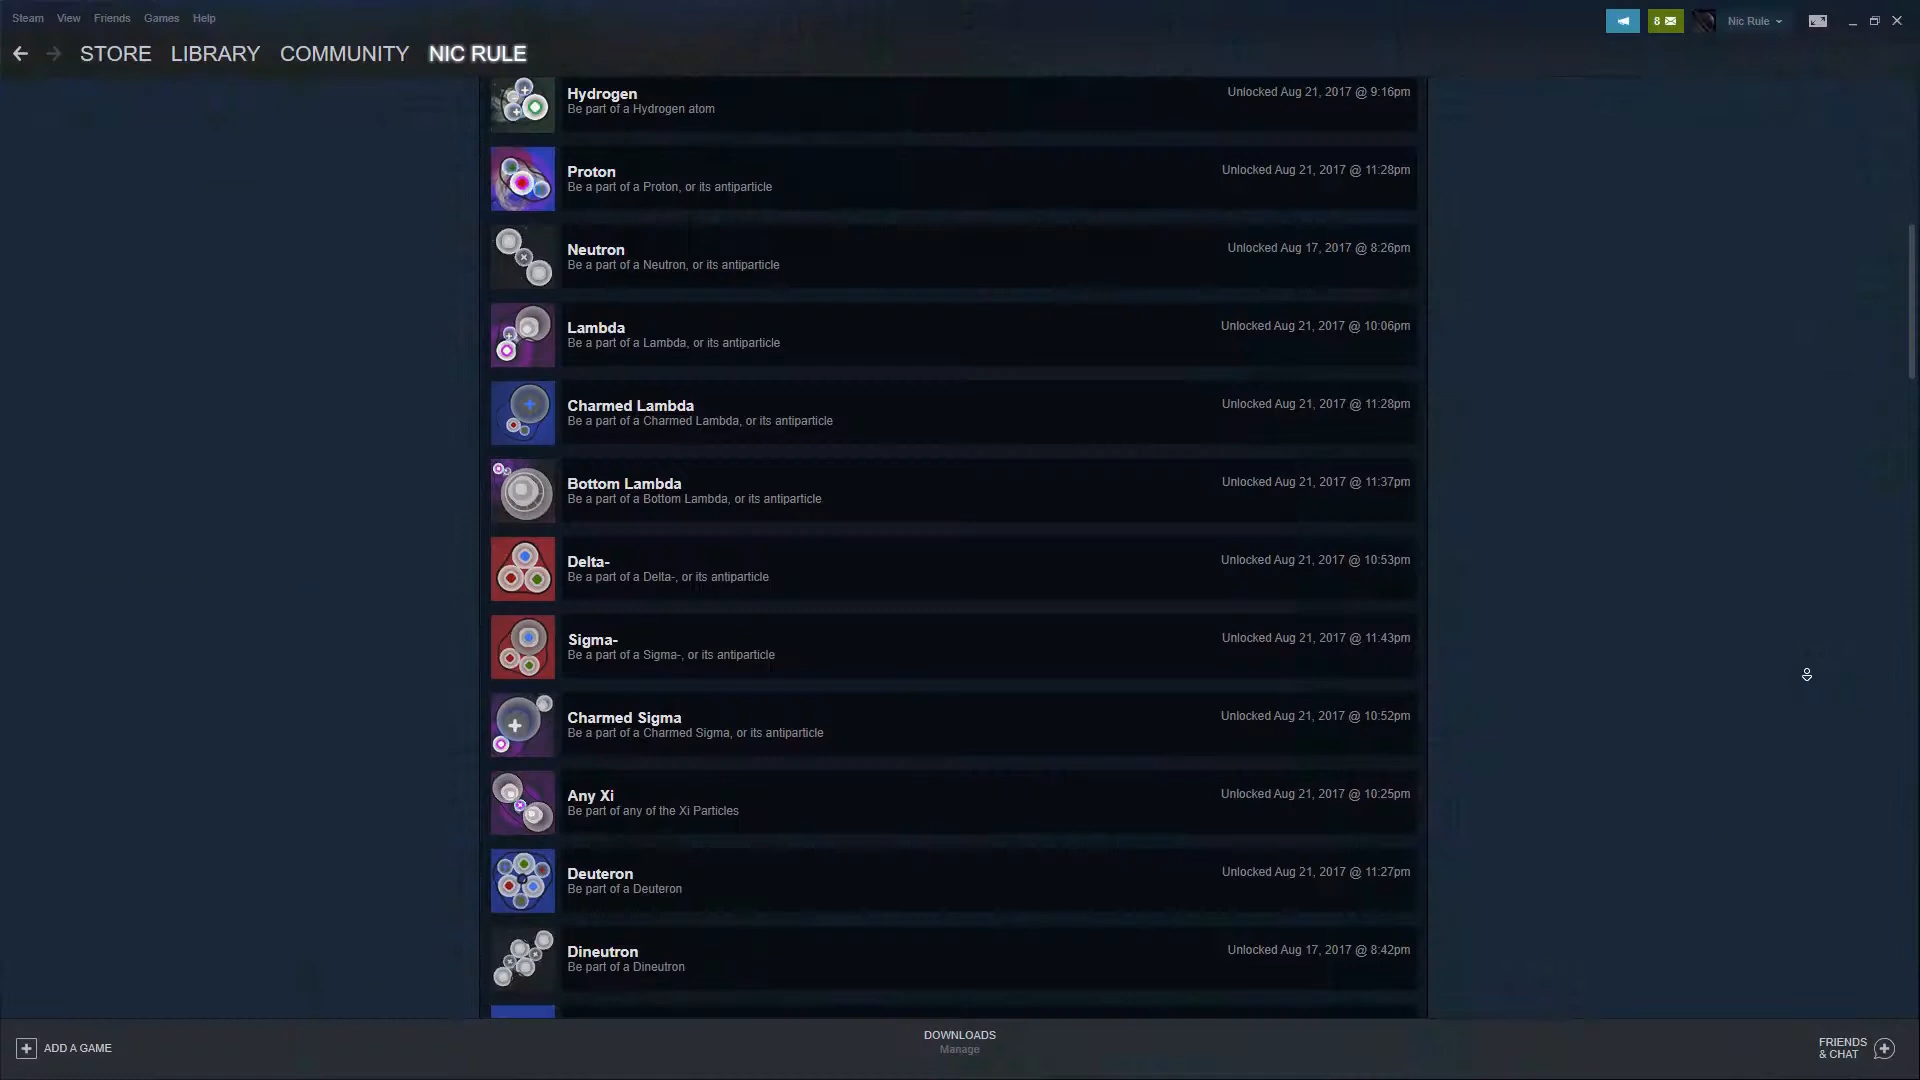 Steam View Friends Games Help
8 Nic Rule
STORE LIBRARY COMMUNITY NIC RULE
Hydrogen
Be part of a Hydrogen atom
Unlocked Aug 21, 2017 @ 9:16pm
Proton
Be a part of a Proton, or its antiparticle
Unlocked Aug 21, 2017 @ 11:28pm
Neutron
Be a part of a Neutron, or its antiparticle
Unlocked Aug 17, 2017 @ 8:26pm
Lambda
Be a part of a Lambda, or its antiparticle
Unlocked Aug 21, 2017 @ 10:06pm
Charmed Lambda
Be a part of a Charmed Lambda, or its antiparticle
Unlocked Aug 21, 2017 @ 11:28pm
Bottom Lambda
Be a part of a Bottom Lambda, or its antiparticle
Unlocked Aug 21, 2017 @ 11:37pm
Delta-
Be a part of a Delta-, or its antiparticle
Unlocked Aug 21, 2017 @ 10:53pm
Sigma-
Be a part of a Sigma-, or its antiparticle
Unlocked Aug 21, 2017 @ 11:43pm
Charmed Sigma
Be a part of a Charmed Sigma, or its antiparticle
Unlocked Aug 21, 2017 @ 10:52pm
Any Xi
Be part of any of the Xi Particles
Unlocked Aug 21, 2017 @ 10:25pm
Deuteron
Be part of a Deuteron
Unlocked Aug 21, 2017 @ 11:27pm
Dineutron
Be part of a Dineutron
Unlocked Aug 17, 2017 @ 8:42pm
ADD A GAME
DOWNLOADS
Manage
FRIENDS
& CHAT